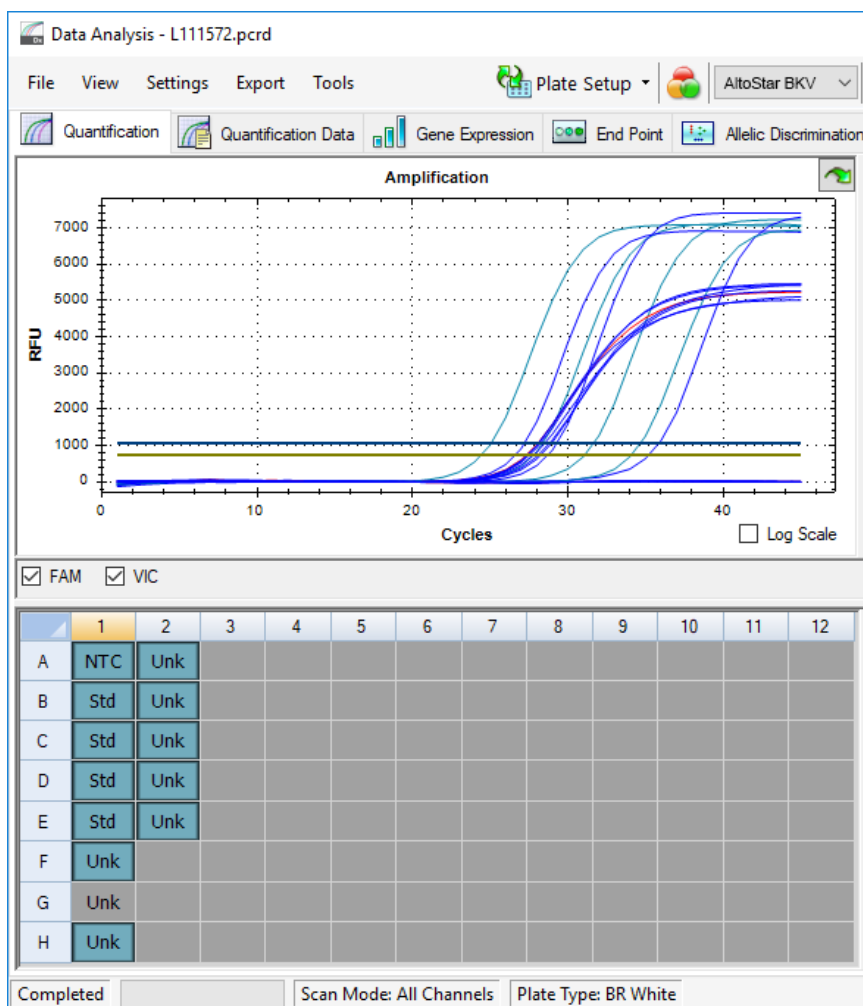 Data Analysis - L111572.pcrd
File View Settings Export Tools Plate Setup AltoStar BKV
Quantification Quantification Data Gene Expression End Point Allelic Discrimination
Amplification
7000
6000
5000
4000
3000
2000
1000
0
RFU
0 10 20 30 40
Cycles
Log Scale
FAM VIC
1 2 3 4 5 6 7 8 9 10 11 12
A NTC Unk
B Std Unk
C Std Unk
D Std Unk
E Std Unk
F Unk
G Unk
H Unk
Completed Scan Mode: All Channels Plate Type: BR White